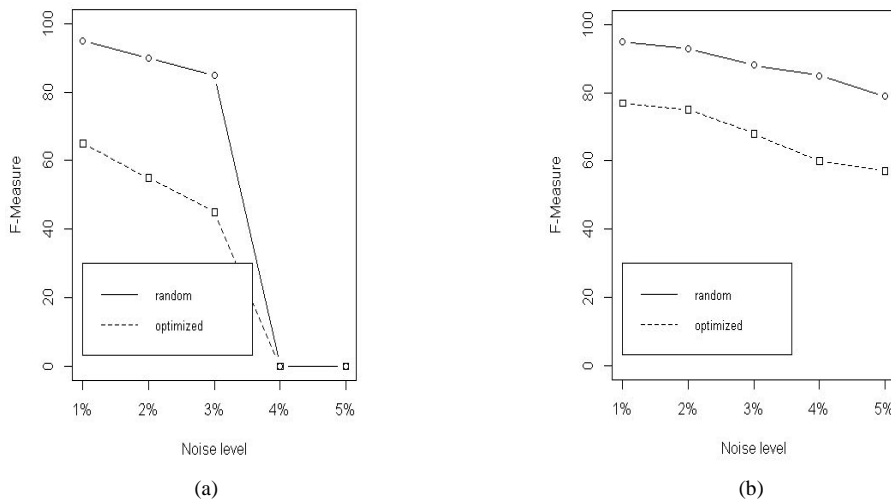 100
80
60
40
20
0
F-Measure
random
optimized
1% 2% 3% 4% 5%
Noise level
(a)
100
80
60
40
20
0
F-Measure
random
optimized
1% 2% 3% 4% 5%
Noise level
(b)